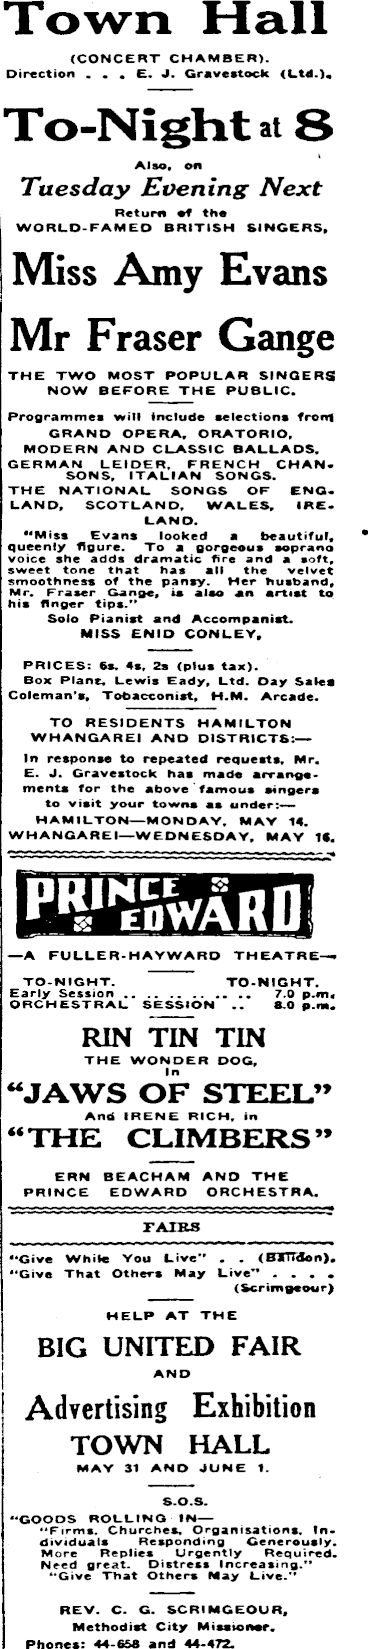 Town Hall
(CONCERT CHAMBER).
Direction . . . E. J. Gravestock (Ltd.).
To-Night at 8
Also, on
Tuesday Evening Next
Return of the
WORLD-FAMED BRITISH SINGERS,
Miss Amy Evans
Mr Fraser Gange
THE TWO MOST POPULAR SINGERS
NOW BEFORE THE PUBLIC.
Programmes will include selections from
GRAND OPERA, ORATORIO,
MODERN AND CLASSIC BALLADS,
GERMAN LEIDER, FRENCH CHAN-
SONS, ITALIAN SONGS.
THE NATIONAL SONGS OF ENG-
LAND, SCOTLAND, WALES, IRE-
LAND.
"Miss Evans looked a beautiful,
queenly figure. To a gorgeous soprano
voice she adds dramatic fire and a soft,
sweet tone that has all the velvet
smoothness of the pansy. Her husband,
Mr. Fraser Gange, is also an artist to
his finger tips."
Solo Pianist and Accompanist.
MISS ENID CONLEY,
PRICES: 6s, 4s, 2s (plus tax).
Box Plans, Lewis Eady, Ltd. Day Sales
Coleman's, Tobacconist, H.M. Arcade.
TO RESIDENTS HAMILTON
WHANGAREI AND DISTRICTS:—
In response to repeated requests, Mr.
E. J. Gravestock has made arrange-
ments for the above famous singers
to visit your towns as under:—
HAMILTON—MONDAY, MAY 14.
WHANGAREI—WEDNESDAY, MAY 16.
PRINCE EDWARD
—A FULLER-HAYWARD THEATRE—
TO-NIGHT. TO-NIGHT.
Early Session .. .. .. .. .. .. 7.0 p.m.
ORCHESTRAL SESSION .. 8.0 p.m.
RIN TIN TIN
THE WONDER DOG,
In
"JAWS OF STEEL"
And IRENE RICH, in
"THE CLIMBERS"
ERN BEACHAM AND THE
PRINCE EDWARD ORCHESTRA.
FAIRS
"Give While You Live" . . (Baildon).
"Give That Others May Live" . . . .
(Scrimgeour)
HELP AT THE
BIG UNITED FAIR
AND
Advertising Exhibition
TOWN HALL
MAY 31 AND JUNE 1.
S.O.S.
"GOODS ROLLING IN—
"Firms, Churches, Organisations, In-
dividuals Responding Generously.
More Replies Urgently Required.
Need great. Distress Increasing."
"Give That Others May Live."
REV. C. G. SCRIMGEOUR,
Methodist City Missioner.
Phones: 44-658 and 44-472.